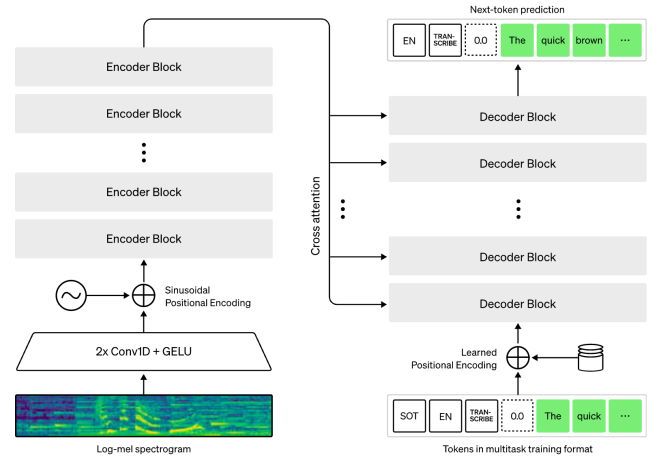 Next-token prediction
EN
TRAN-
SCRIBE
0.0
The
quick
brown
...
Encoder Block
Encoder Block
Encoder Block
Encoder Block
Sinusoidal
Positional Encoding
2x Conv1D + GELU
Log-mel spectrogram
Cross attention
Decoder Block
Decoder Block
Decoder Block
Decoder Block
Learned
Positional Encoding
SOT
EN
TRAN-
SCRIBE
0.0
The
quick
...
Tokens in multitask training format